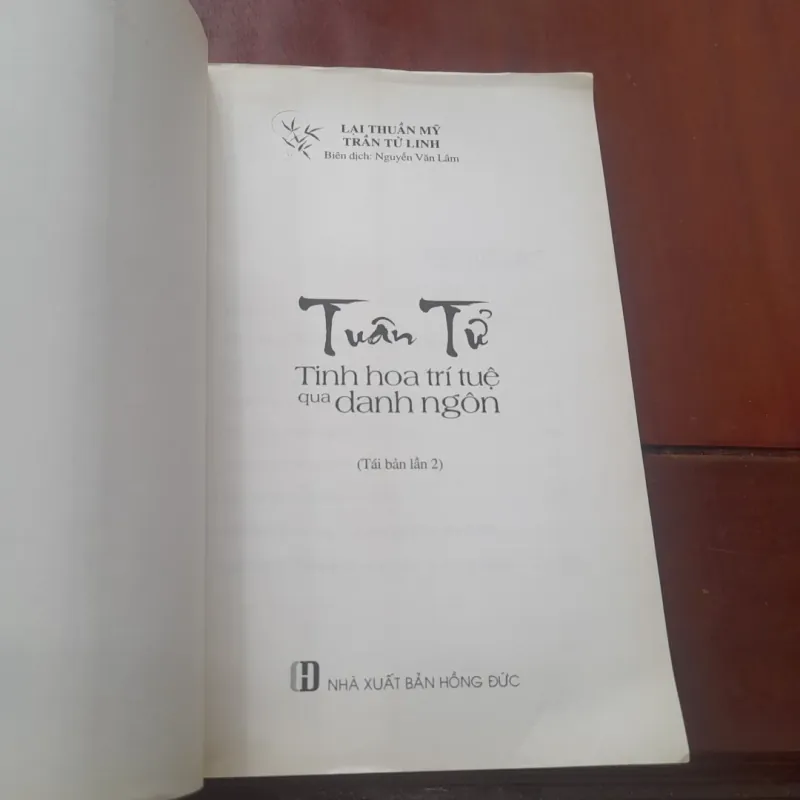 LẠI THUẦN MỸ
TRẦN TỬ LINH
Biên dịch: Nguyễn Văn Lâm
Tuân Tử
Tinh hoa trí tuệ
qua danh ngôn
(Tái bản lần 2)
NHÀ XUẤT BẢN HỒNG ĐỨC